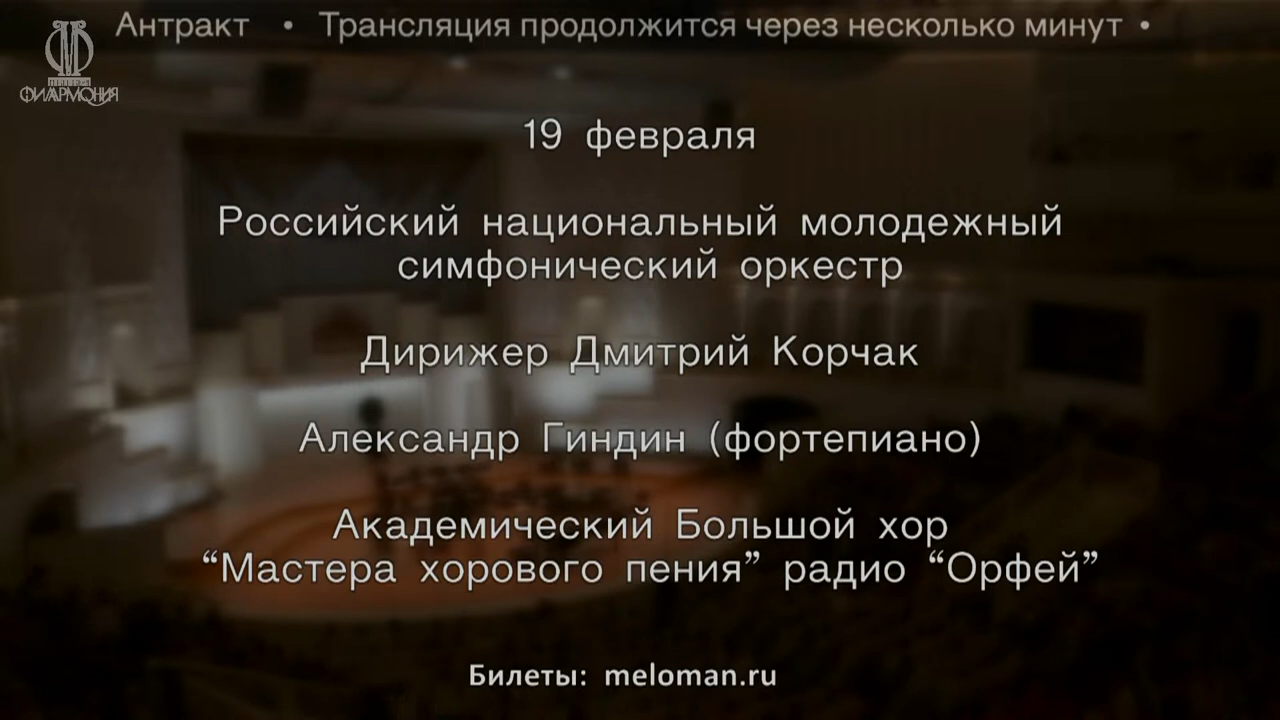 Антракт • Трансляция продолжится через несколько минут •
ФИЛАРМОНИЯ
19 февраля
Российский национальный молодежный
симфонический оркестр
Дирижер Дмитрий Корчак
Александр Гиндин (фортепиано)
Академический Большой хор
“Мастера хорового пения” радио “Орфей”
Билеты: meloman.ru